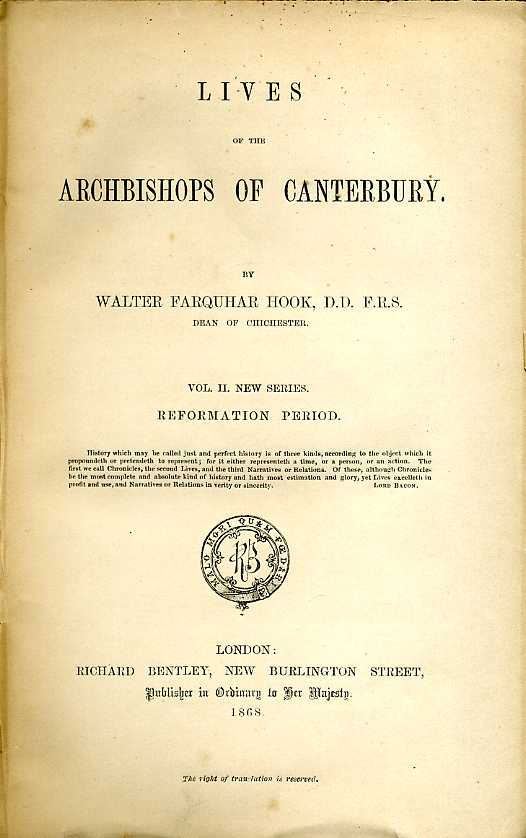 LIVES
OF THE
ARCHBISHOPS OF CANTERBURY.
BY
WALTER FARQUHAR HOOK, D.D. F.R.S.
DEAN OF CHICHESTER.
VOL. II. NEW SERIES.
REFORMATION PERIOD.
History which may be called just and perfect history is of three kinds, according to the object which it
propoundeth or pretendeth to represent; for it either representeth a time, or a person, or an action. The
first we call Chronicles, the second Lives, and the third Narratives or Relations. Of these, although Chronicles
be the most complete and absolute kind of history and hath most estimation and glory, yet Lives excelleth in
profit and use, and Narratives or Relations in verity or sincerity. LORD BACON.
MALO MORI QUAM FŒDARI
RB
LONDON:
RICHARD BENTLEY, NEW BURLINGTON STREET,
Publisher in Ordinary to Her Majesty.
1868.
The right of translation is reserved.